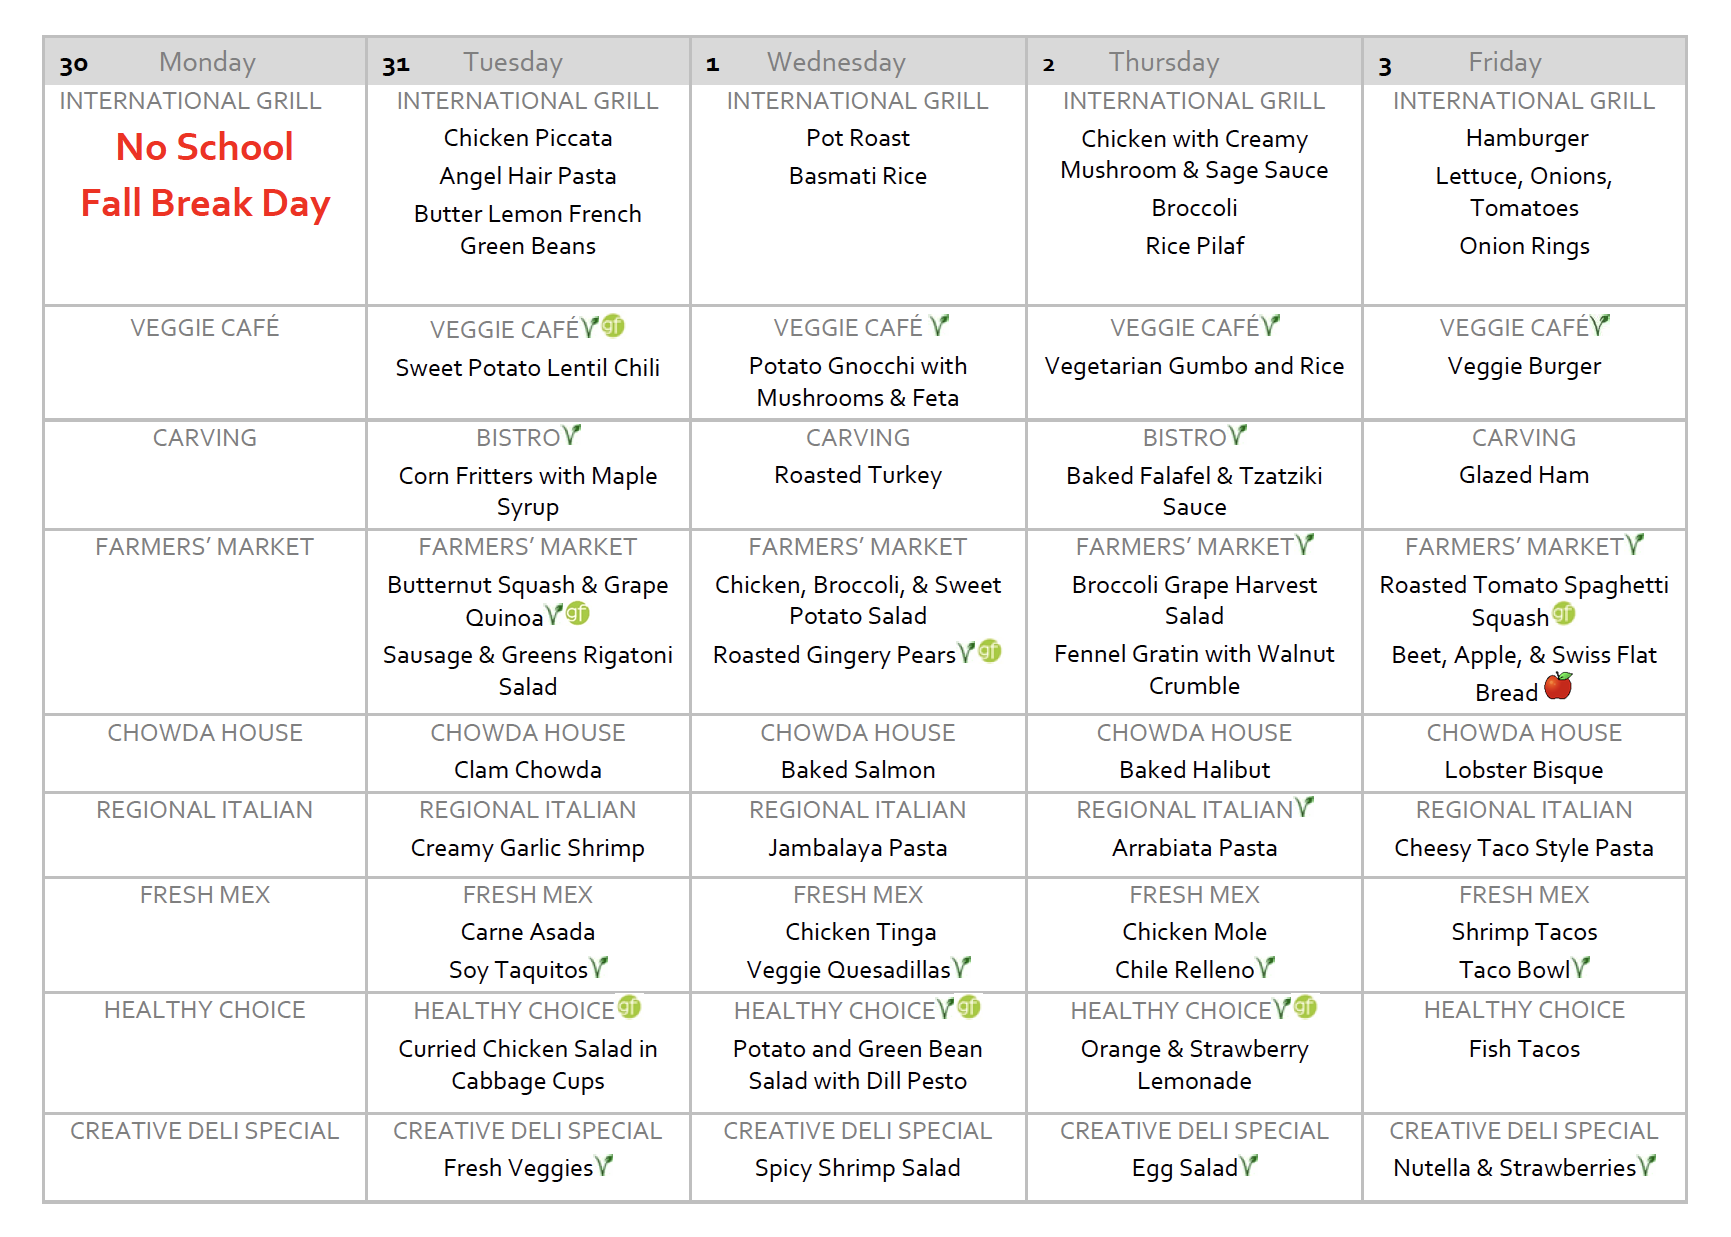 30 Monday
31 Tuesday
1 Wednesday
2 Thursday
3 Friday
INTERNATIONAL GRILL
No School
Fall Break Day
INTERNATIONAL GRILL
Chicken Piccata
Angel Hair Pasta
Butter Lemon French
Green Beans
INTERNATIONAL GRILL
Pot Roast
Basmati Rice
INTERNATIONAL GRILL
Chicken with Creamy
Mushroom & Sage Sauce
Broccoli
Rice Pilaf
INTERNATIONAL GRILL
Hamburger
Lettuce, Onions,
Tomatoes
Onion Rings
VEGGIE CAFÉ
VEGGIE CAFÉ V gf
Sweet Potato Lentil Chili
VEGGIE CAFÉ V
Potato Gnocchi with
Mushrooms & Feta
VEGGIE CAFÉ V
Vegetarian Gumbo and Rice
VEGGIE CAFÉ V
Veggie Burger
CARVING
BISTRO V
Corn Fritters with Maple
Syrup
CARVING
Roasted Turkey
BISTRO V
Baked Falafel & Tzatziki
Sauce
CARVING
Glazed Ham
FARMERS’ MARKET
FARMERS’ MARKET
Butternut Squash & Grape
Quinoa V gf
Sausage & Greens Rigatoni
Salad
FARMERS’ MARKET
Chicken, Broccoli, & Sweet
Potato Salad
Roasted Gingery Pears V gf
FARMERS’ MARKET V
Broccoli Grape Harvest
Salad
Fennel Gratin with Walnut
Crumble
FARMERS’ MARKET V
Roasted Tomato Spaghetti
Squash gf
Beet, Apple, & Swiss Flat
Bread
CHOWDA HOUSE
CHOWDA HOUSE
Clam Chowda
CHOWDA HOUSE
Baked Salmon
CHOWDA HOUSE
Baked Halibut
CHOWDA HOUSE
Lobster Bisque
REGIONAL ITALIAN
REGIONAL ITALIAN
Creamy Garlic Shrimp
REGIONAL ITALIAN
Jambalaya Pasta
REGIONAL ITALIAN V
Arrabiata Pasta
REGIONAL ITALIAN
Cheesy Taco Style Pasta
FRESH MEX
FRESH MEX
Carne Asada
Soy Taquitos V
FRESH MEX
Chicken Tinga
Veggie Quesadillas V
FRESH MEX
Chicken Mole
Chile Relleno V
FRESH MEX
Shrimp Tacos
Taco Bowl V
HEALTHY CHOICE
HEALTHY CHOICE gf
Curried Chicken Salad in
Cabbage Cups
HEALTHY CHOICE V gf
Potato and Green Bean
Salad with Dill Pesto
HEALTHY CHOICE V gf
Orange & Strawberry
Lemonade
HEALTHY CHOICE
Fish Tacos
CREATIVE DELI SPECIAL
CREATIVE DELI SPECIAL
Fresh Veggies V
CREATIVE DELI SPECIAL
Spicy Shrimp Salad
CREATIVE DELI SPECIAL
Egg Salad V
CREATIVE DELI SPECIAL
Nutella & Strawberries V